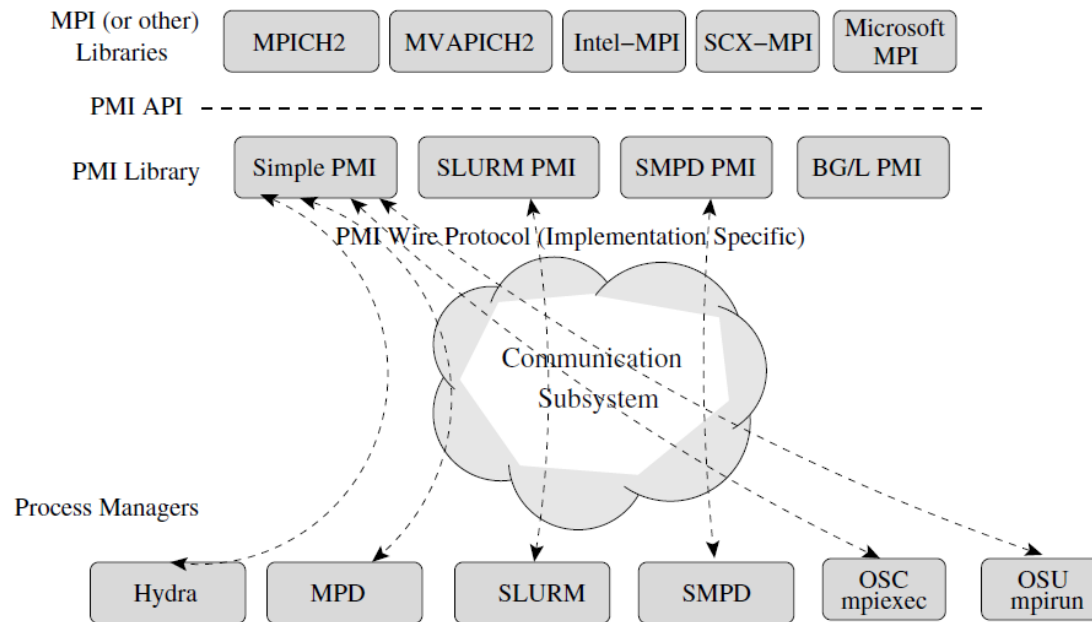 MPI (or other)
Libraries
MPICH2
MVAPICH2
Intel−MPI
SCX−MPI
Microsoft
MPI
PMI API
PMI Library
Simple PMI
SLURM PMI
SMPD PMI
BG/L PMI
PMI Wire Protocol (Implementation Specific)
Communication
Subsystem
Process Managers
Hydra
MPD
SLURM
SMPD
OSC
mpiexec
OSU
mpirun